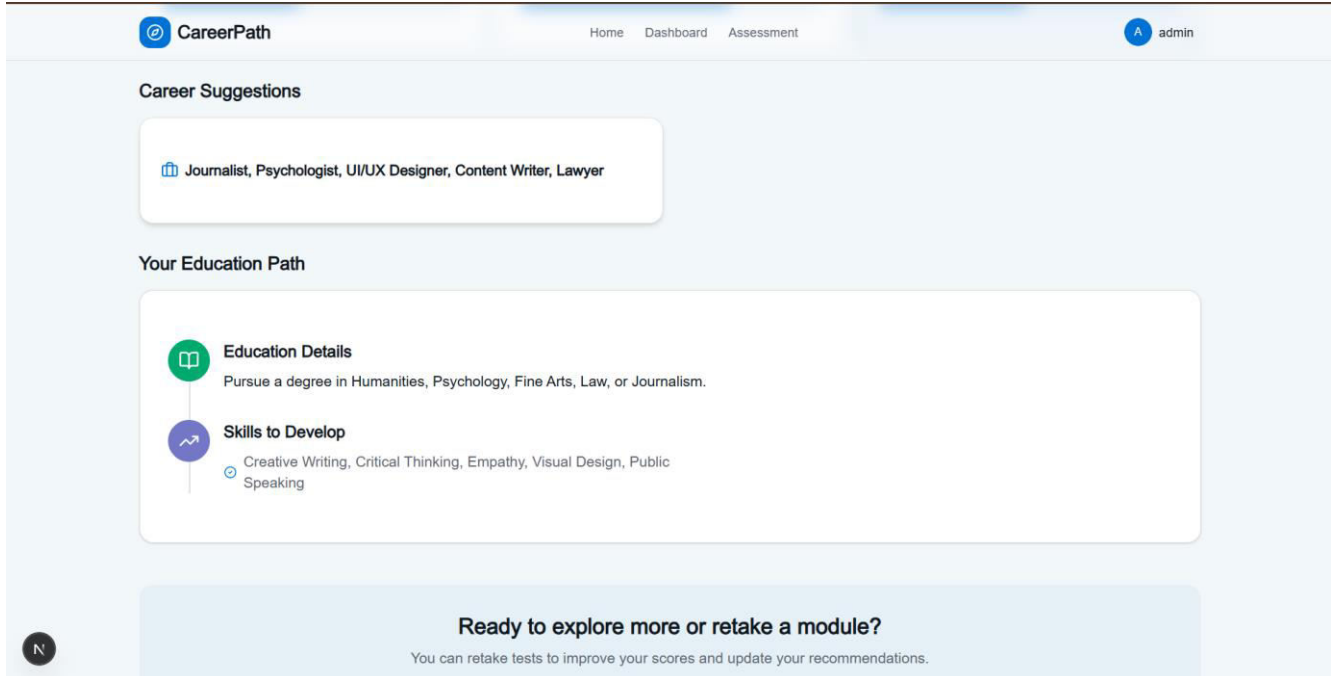 CareerPath
Home Dashboard Assessment
A admin
Career Suggestions
Journalist, Psychologist, UI/UX Designer, Content Writer, Lawyer
Your Education Path
Education Details
Pursue a degree in Humanities, Psychology, Fine Arts, Law, or Journalism.
Skills to Develop
Creative Writing, Critical Thinking, Empathy, Visual Design, Public
Speaking
Ready to explore more or retake a module?
You can retake tests to improve your scores and update your recommendations.
N